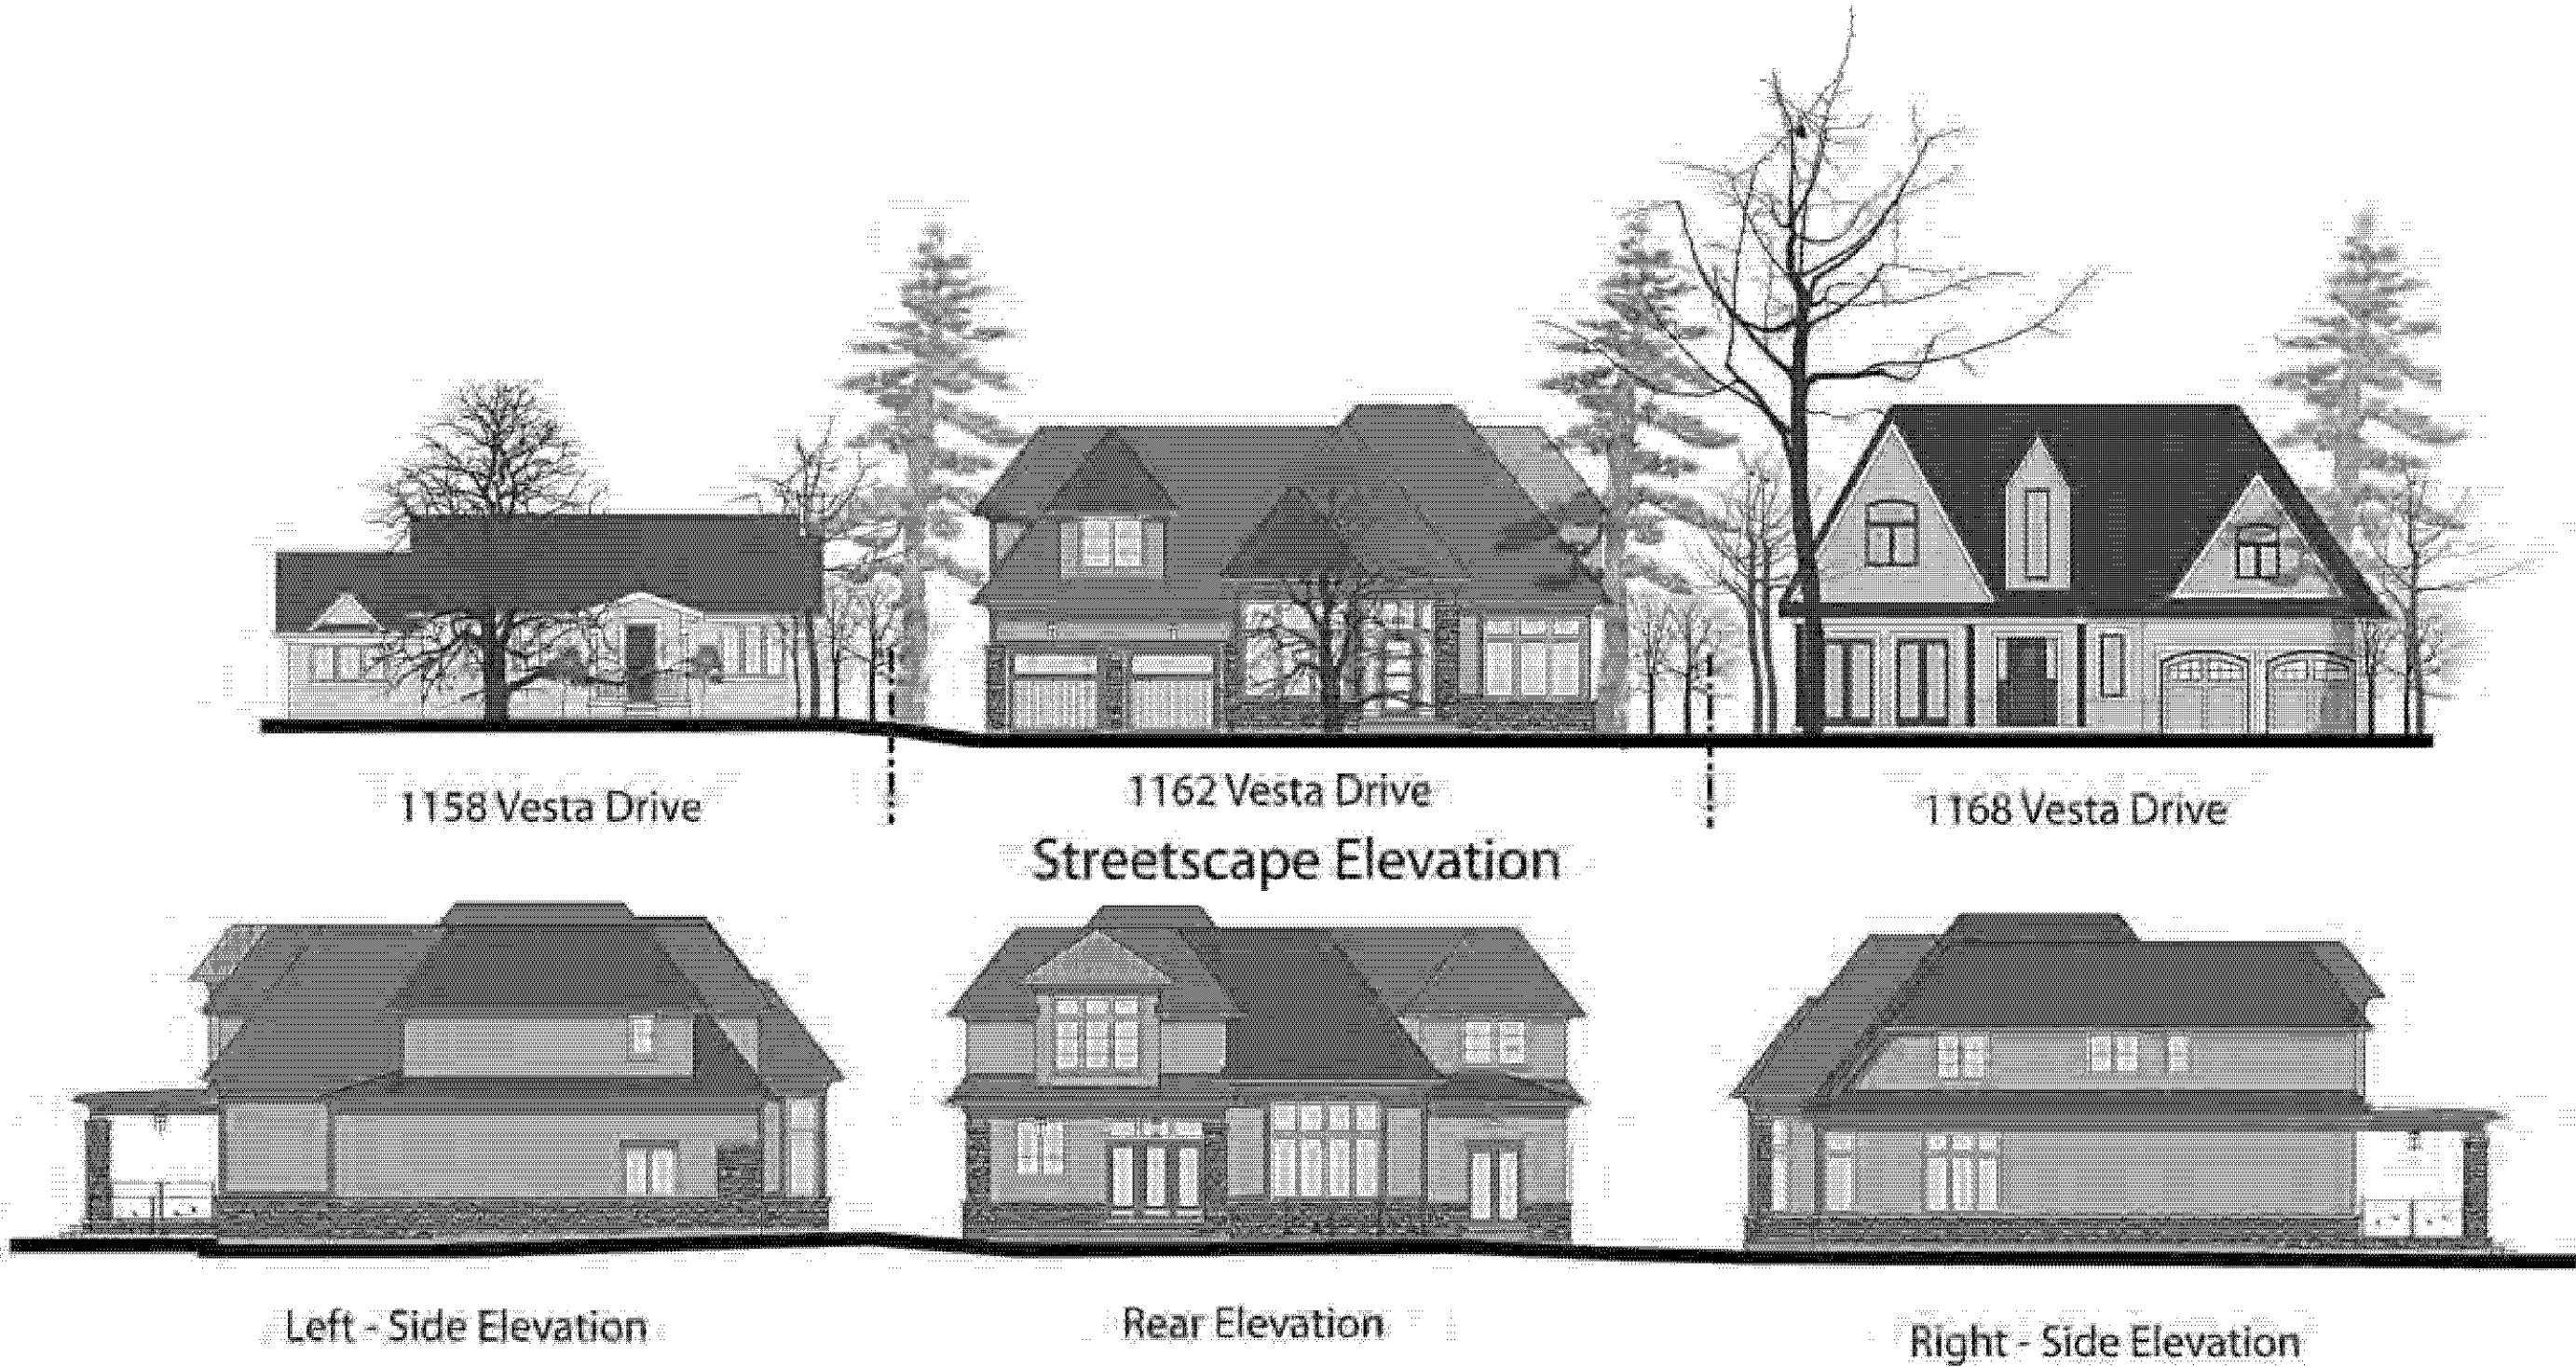 1158 Vesta Drive
1162 Vesta Drive
1168 Vesta Drive
Streetscape Elevation
Left - Side Elevation
Rear Elevation
Right - Side Elevation